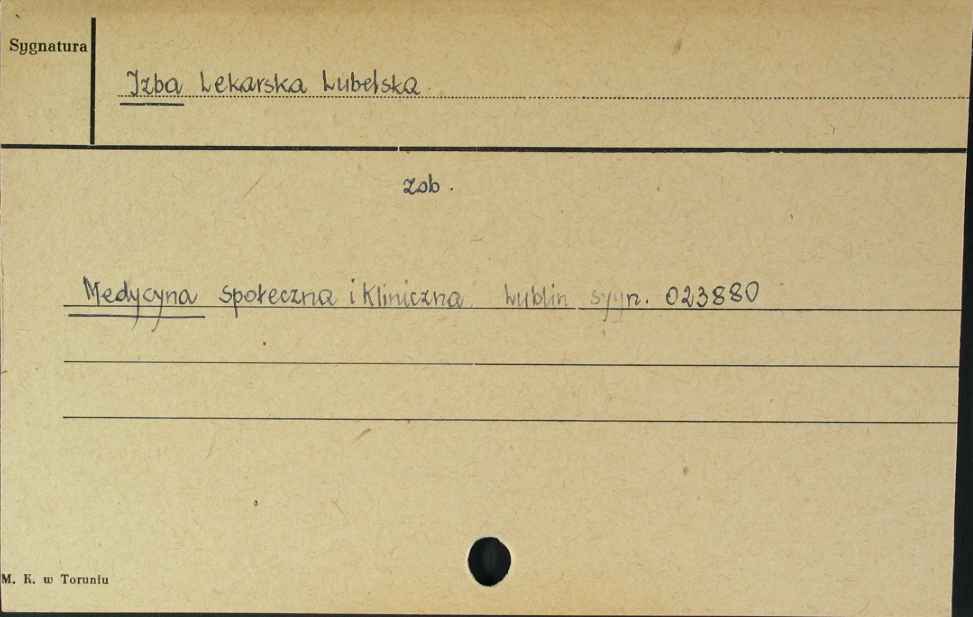 Sygnatura
Izba Lekarska Lubelska
zob.
Medycyna społeczna i kliniczna Lublin sygn. 023880
M. K. w Toruniu